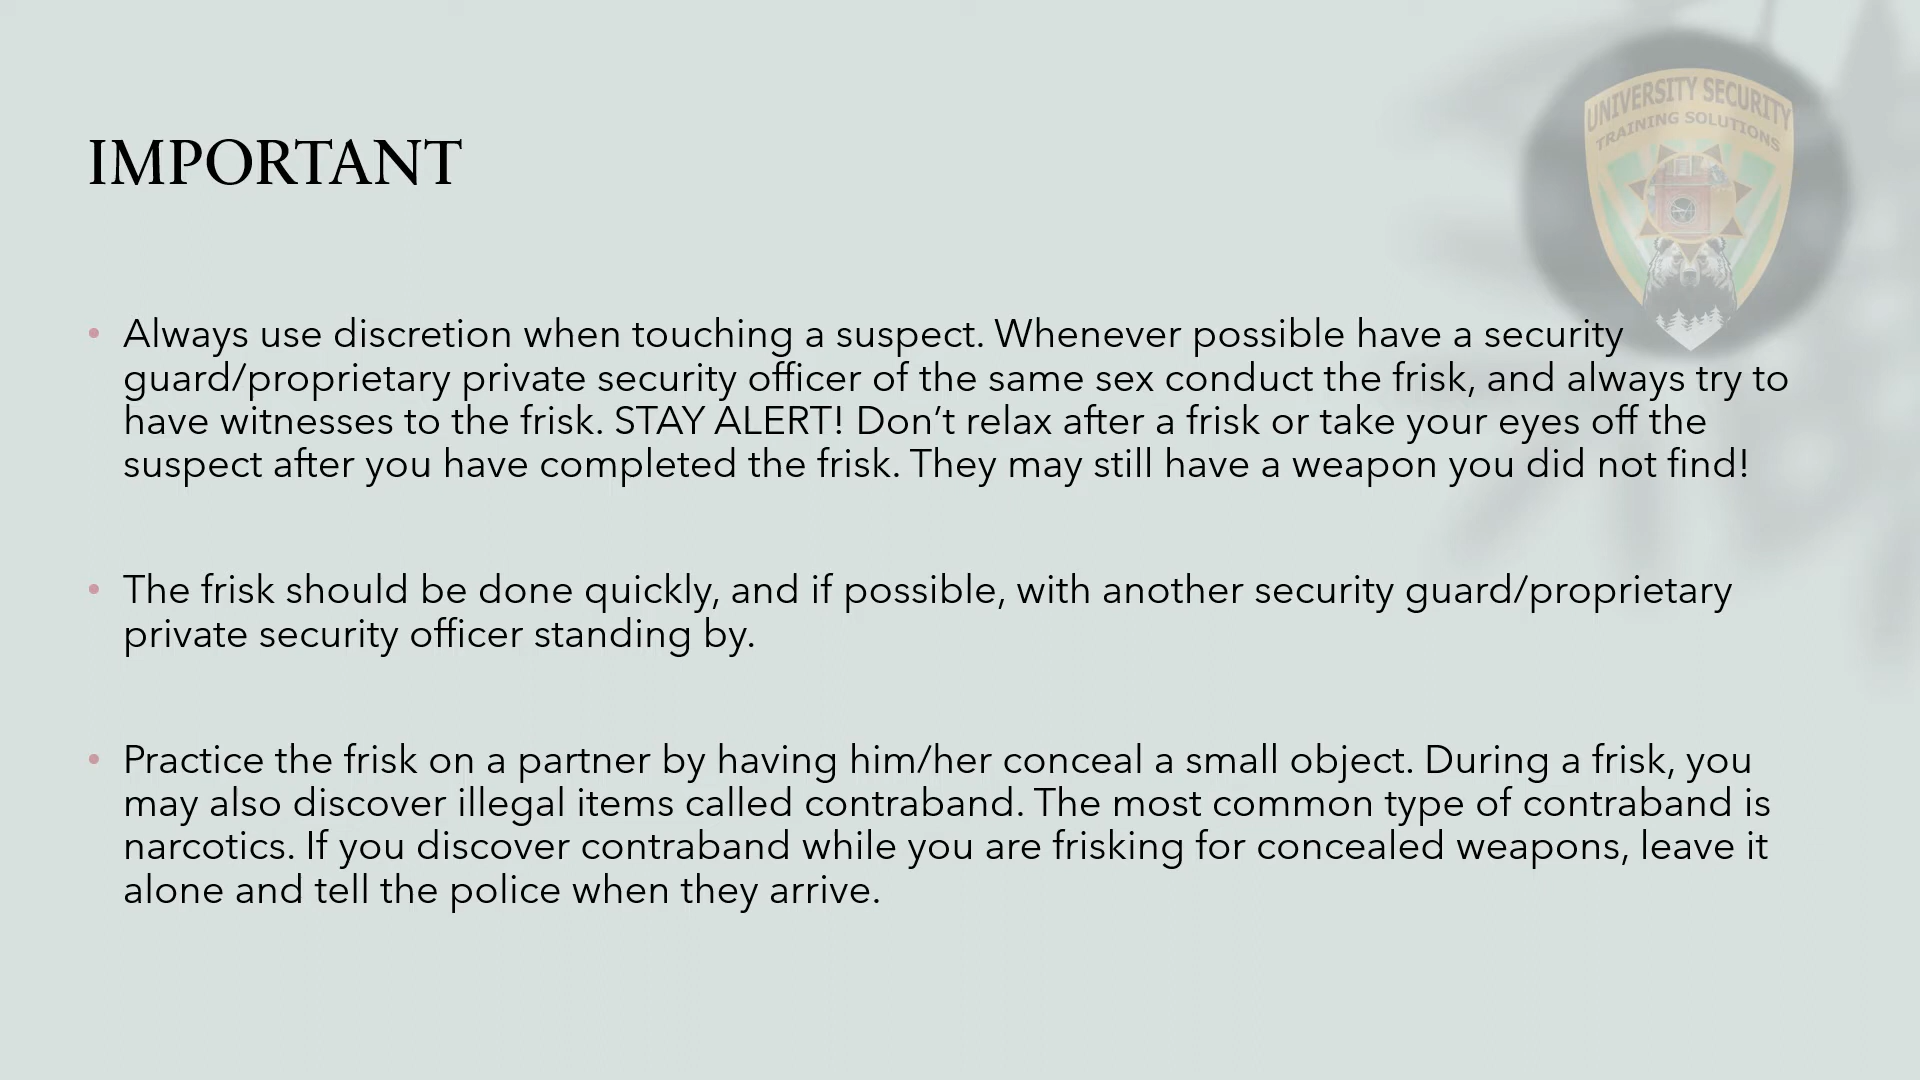 UNIVERSITY SECURITY
TRAINING SOLUTIONS
IMPORTANT
• Always use discretion when touching a suspect. Whenever possible have a security
guard/proprietary private security officer of the same sex conduct the frisk, and always try to
have witnesses to the frisk. STAY ALERT! Don’t relax after a frisk or take your eyes off the
suspect after you have completed the frisk. They may still have a weapon you did not find!
• The frisk should be done quickly, and if possible, with another security guard/proprietary
private security officer standing by.
• Practice the frisk on a partner by having him/her conceal a small object. During a frisk, you
may also discover illegal items called contraband. The most common type of contraband is
narcotics. If you discover contraband while you are frisking for concealed weapons, leave it
alone and tell the police when they arrive.